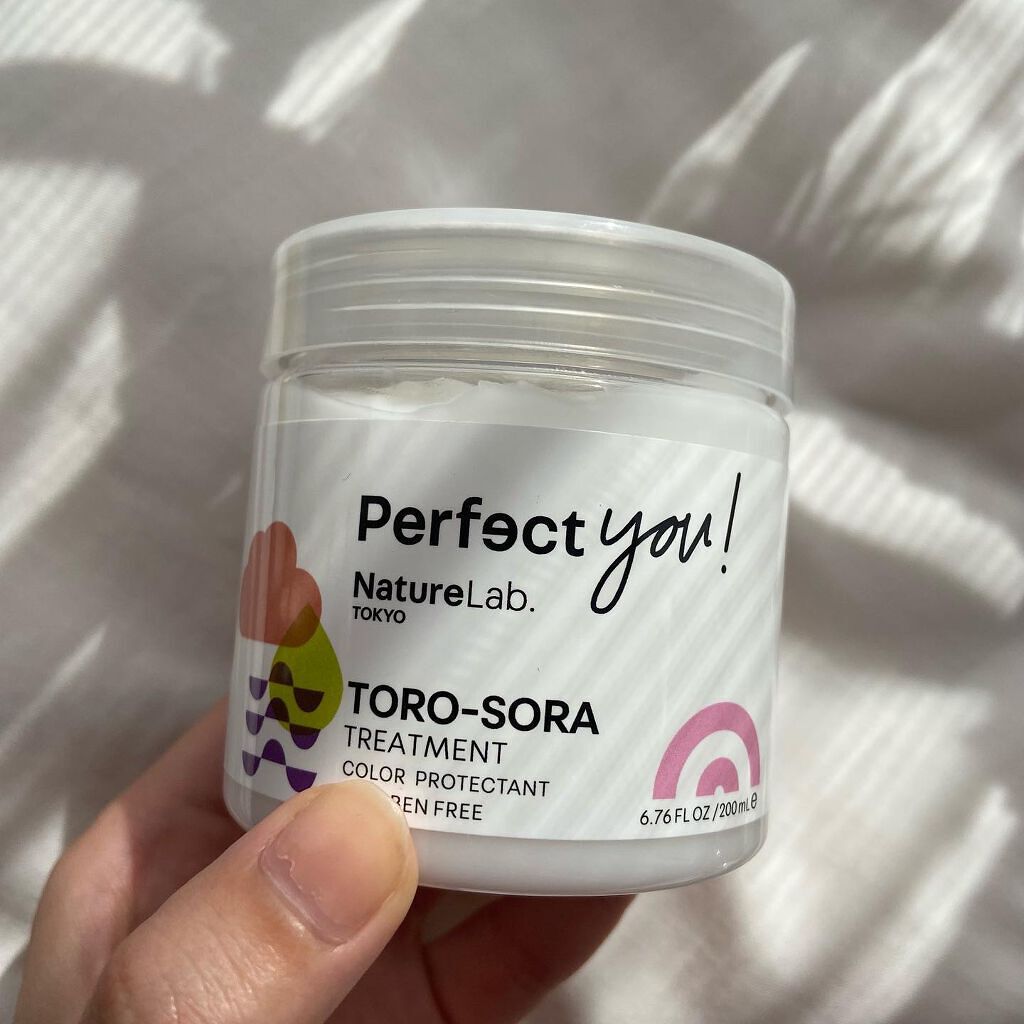 Perfect you!
NatureLab.
TOKYO
TORO-SORA
TREATMENT
COLOR PROTECTANT
FREE
6.76 FL OZ / 200 mL ℮